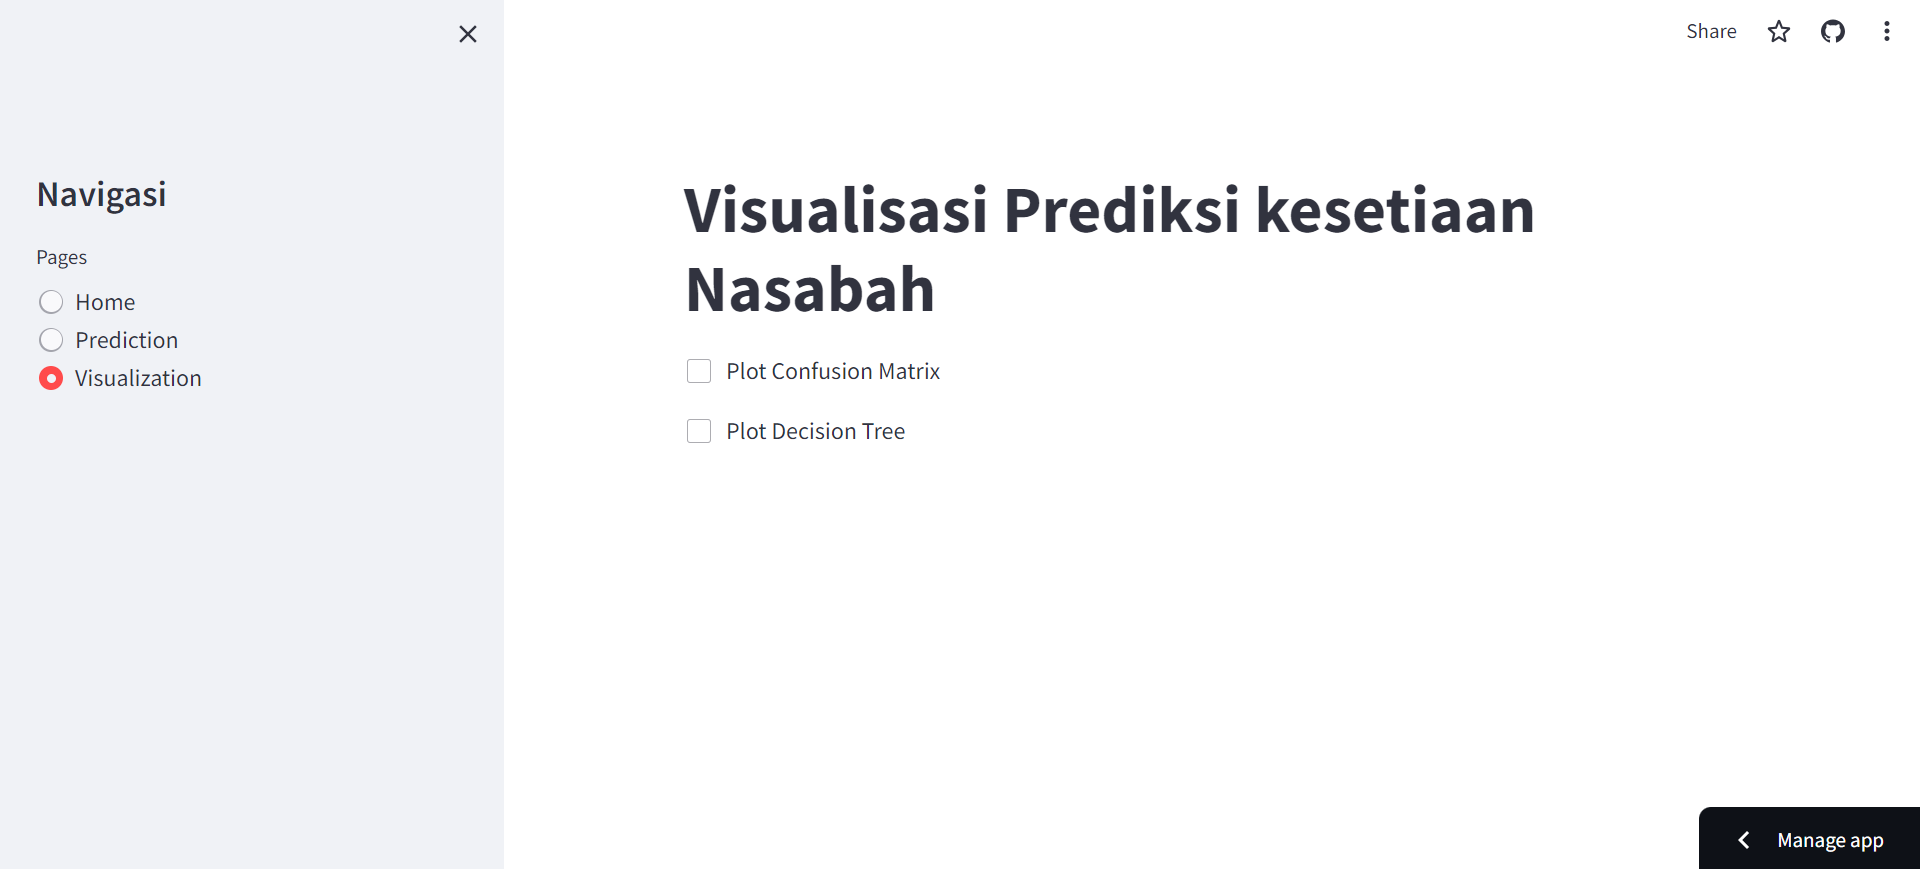 Share
Navigasi
Pages
Home
Prediction
Visualization
Visualisasi Prediksi kesetiaan
Nasabah
Plot Confusion Matrix
Plot Decision Tree
Manage app